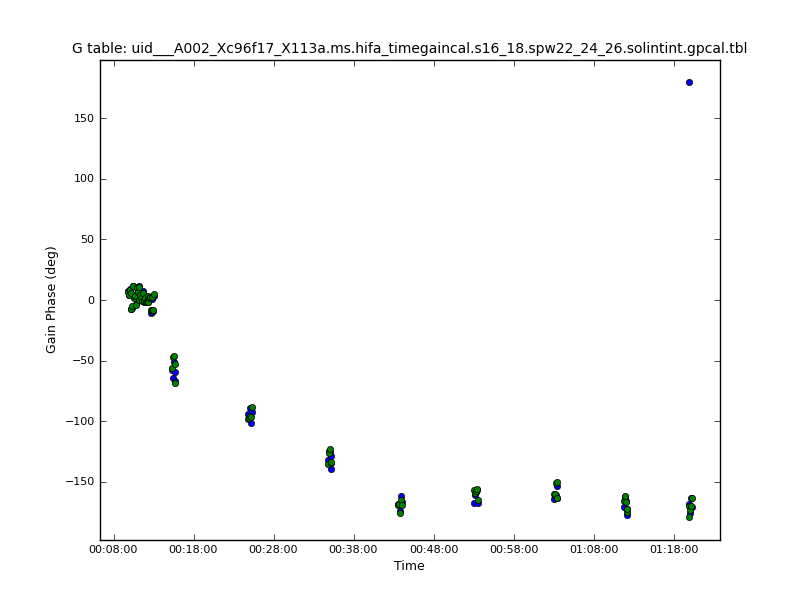 G table: uid___A002_Xc96f17_X113a.ms.hifa_timegaincal.s16_18.spw22_24_26.solintint.gpcal.tbl
150
100
50
0
−50
−100
−150
Gain Phase (deg)
00:08:00 00:18:00 00:28:00 00:38:00 00:48:00 00:58:00 01:08:00 01:18:00
Time